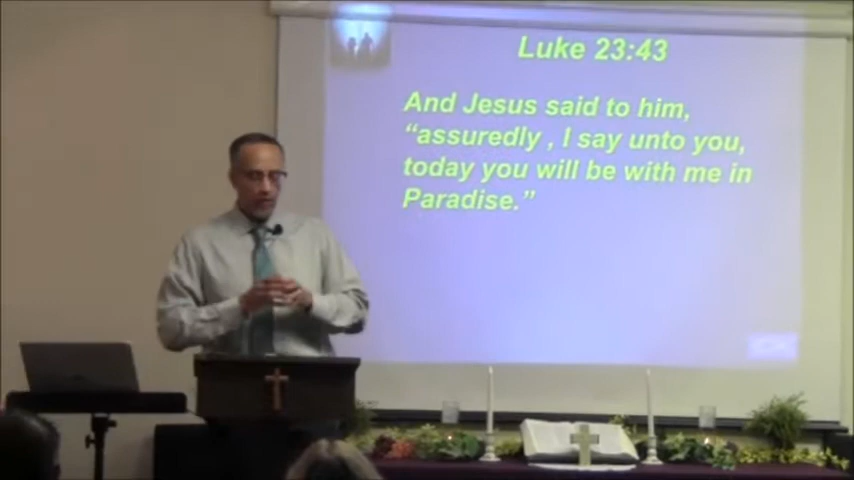 Luke 23:43
And Jesus said to him,
“assuredly , I say unto you,
today you will be with me in
Paradise.”